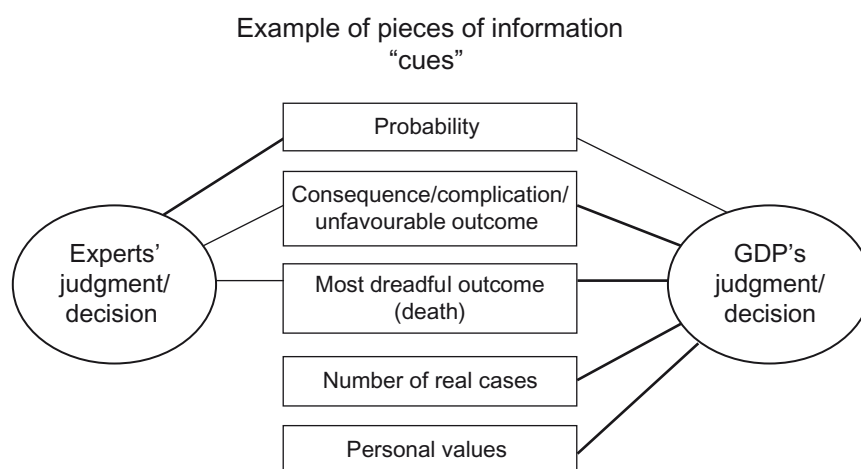 Example of pieces of information
“cues”
Probability
Consequence/complication/
unfavourable outcome
Experts’
judgment/
decision
GDP’s
judgment/
decision
Most dreadful outcome
(death)
Number of real cases
Personal values